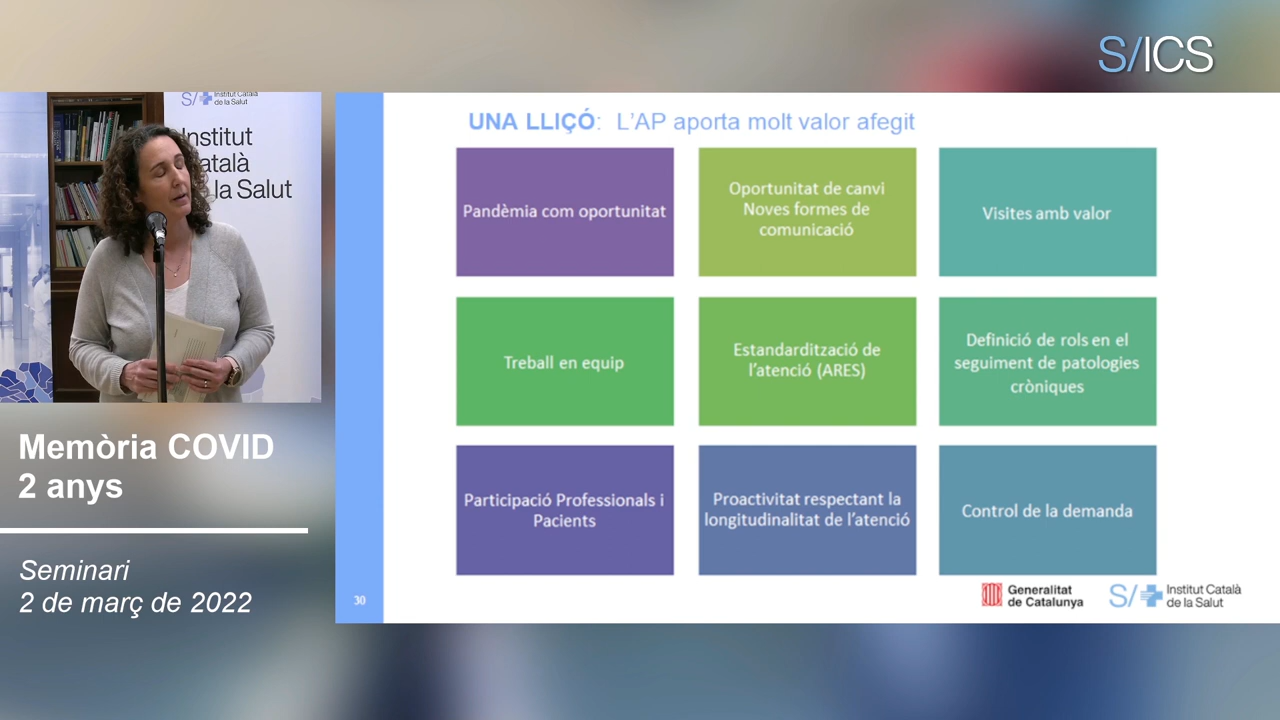 S/ICS
S/ Institut Català
de la Salut
Institut
Català
de la Salut
Memòria COVID
2 anys
Seminari
2 de març de 2022
UNA LLIÇÓ: L'AP aporta molt valor afegit
Pandèmia com oportunitat
Oportunitat de canvi
Noves formes de
comunicació
Visites amb valor
Treball en equip
Estandardització de
l'atenció (ARES)
Definició de rols en el
seguiment de patologies
cròniques
Participació Professionals i
Pacients
Proactivitat respectant la
longitudinalitat de l'atenció
Control de la demanda
30
Generalitat
de Catalunya
S/ Institut Català
de la Salut